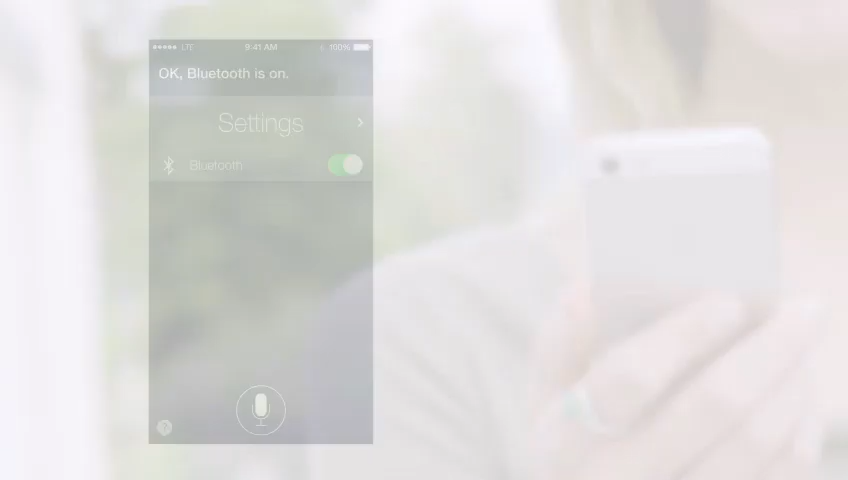 LTE 9:41 AM 100%
OK, Bluetooth is on.
Settings
Bluetooth
?